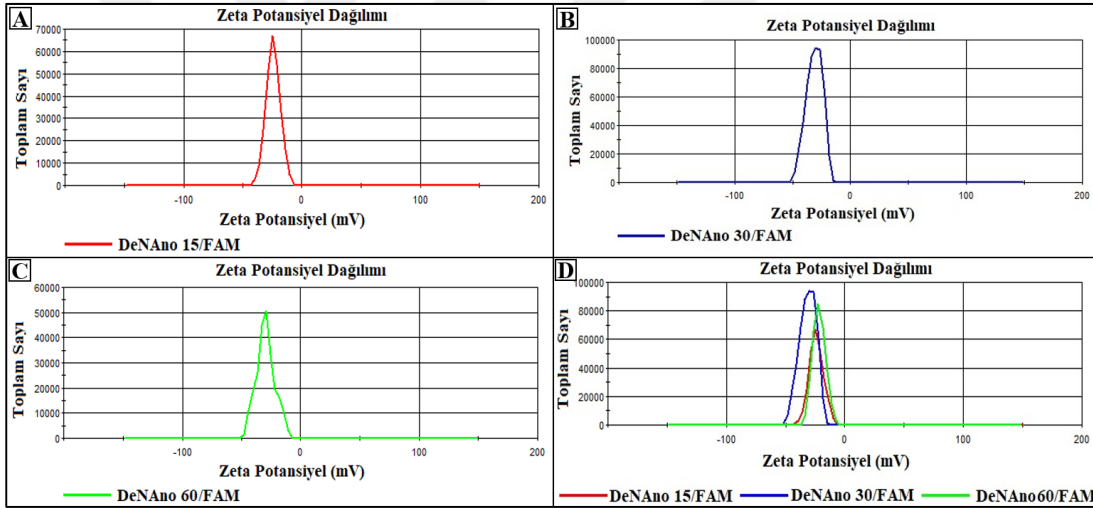 A
Zeta Potansiyel Dağılımı
Toplam Sayı
70000
60000
50000
40000
30000
20000
10000
0
-100 0 100 200
Zeta Potansiyel (mV)
DeNAno 15/FAM
B
Zeta Potansiyel Dağılımı
Toplam Sayı
100000
80000
60000
40000
20000
0
-100 0 100 200
Zeta Potansiyel (mV)
DeNAno 30/FAM
C
Zeta Potansiyel Dağılımı
Toplam Sayı
60000
50000
40000
30000
20000
10000
0
-100 0 100 200
Zeta Potansiyel (mV)
DeNAno 60/FAM
D
Zeta Potansiyel Dağılımı
Toplam Sayı
100000
80000
60000
40000
20000
0
-100 0 100 200
Zeta Potansiyel (mV)
DeNAno 15/FAM DeNAno 30/FAM DeNAno60/FAM